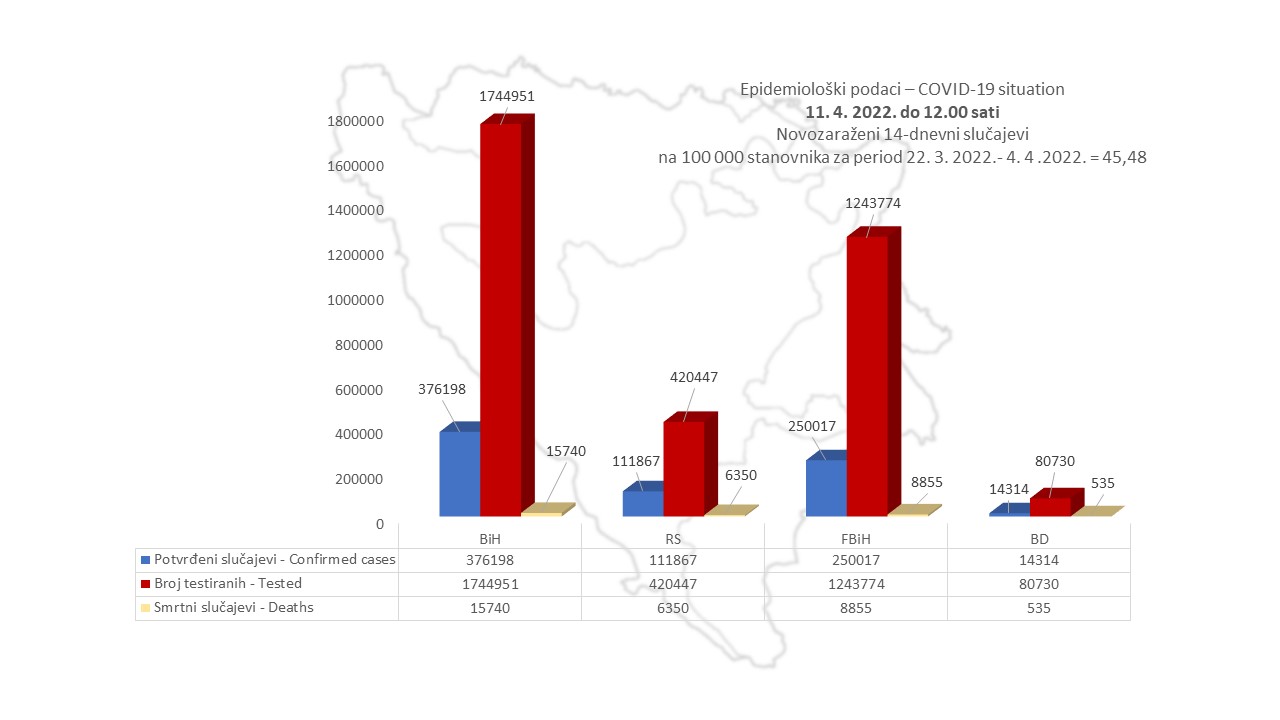 Epidemiološki podaci – COVID-19 situation
11. 4. 2022. do 12.00 sati
Novozaraženi 14-dnevni slučajevi
na 100 000 stanovnika za period 22. 3. 2022.- 4. 4 .2022. = 45,48
1800000
1600000
1400000
1200000
1000000
800000
600000
400000
200000
0
376198
1744951
15740
111867
420447
6350
250017
1243774
8855
14314
80730
535
BiH RS FBiH BD
Potvrđeni slučajevi - Confirmed cases 376198 111867 250017 14314
Broj testiranih - Tested 1744951 420447 1243774 80730
Smrtni slučajevi - Deaths 15740 6350 8855 535